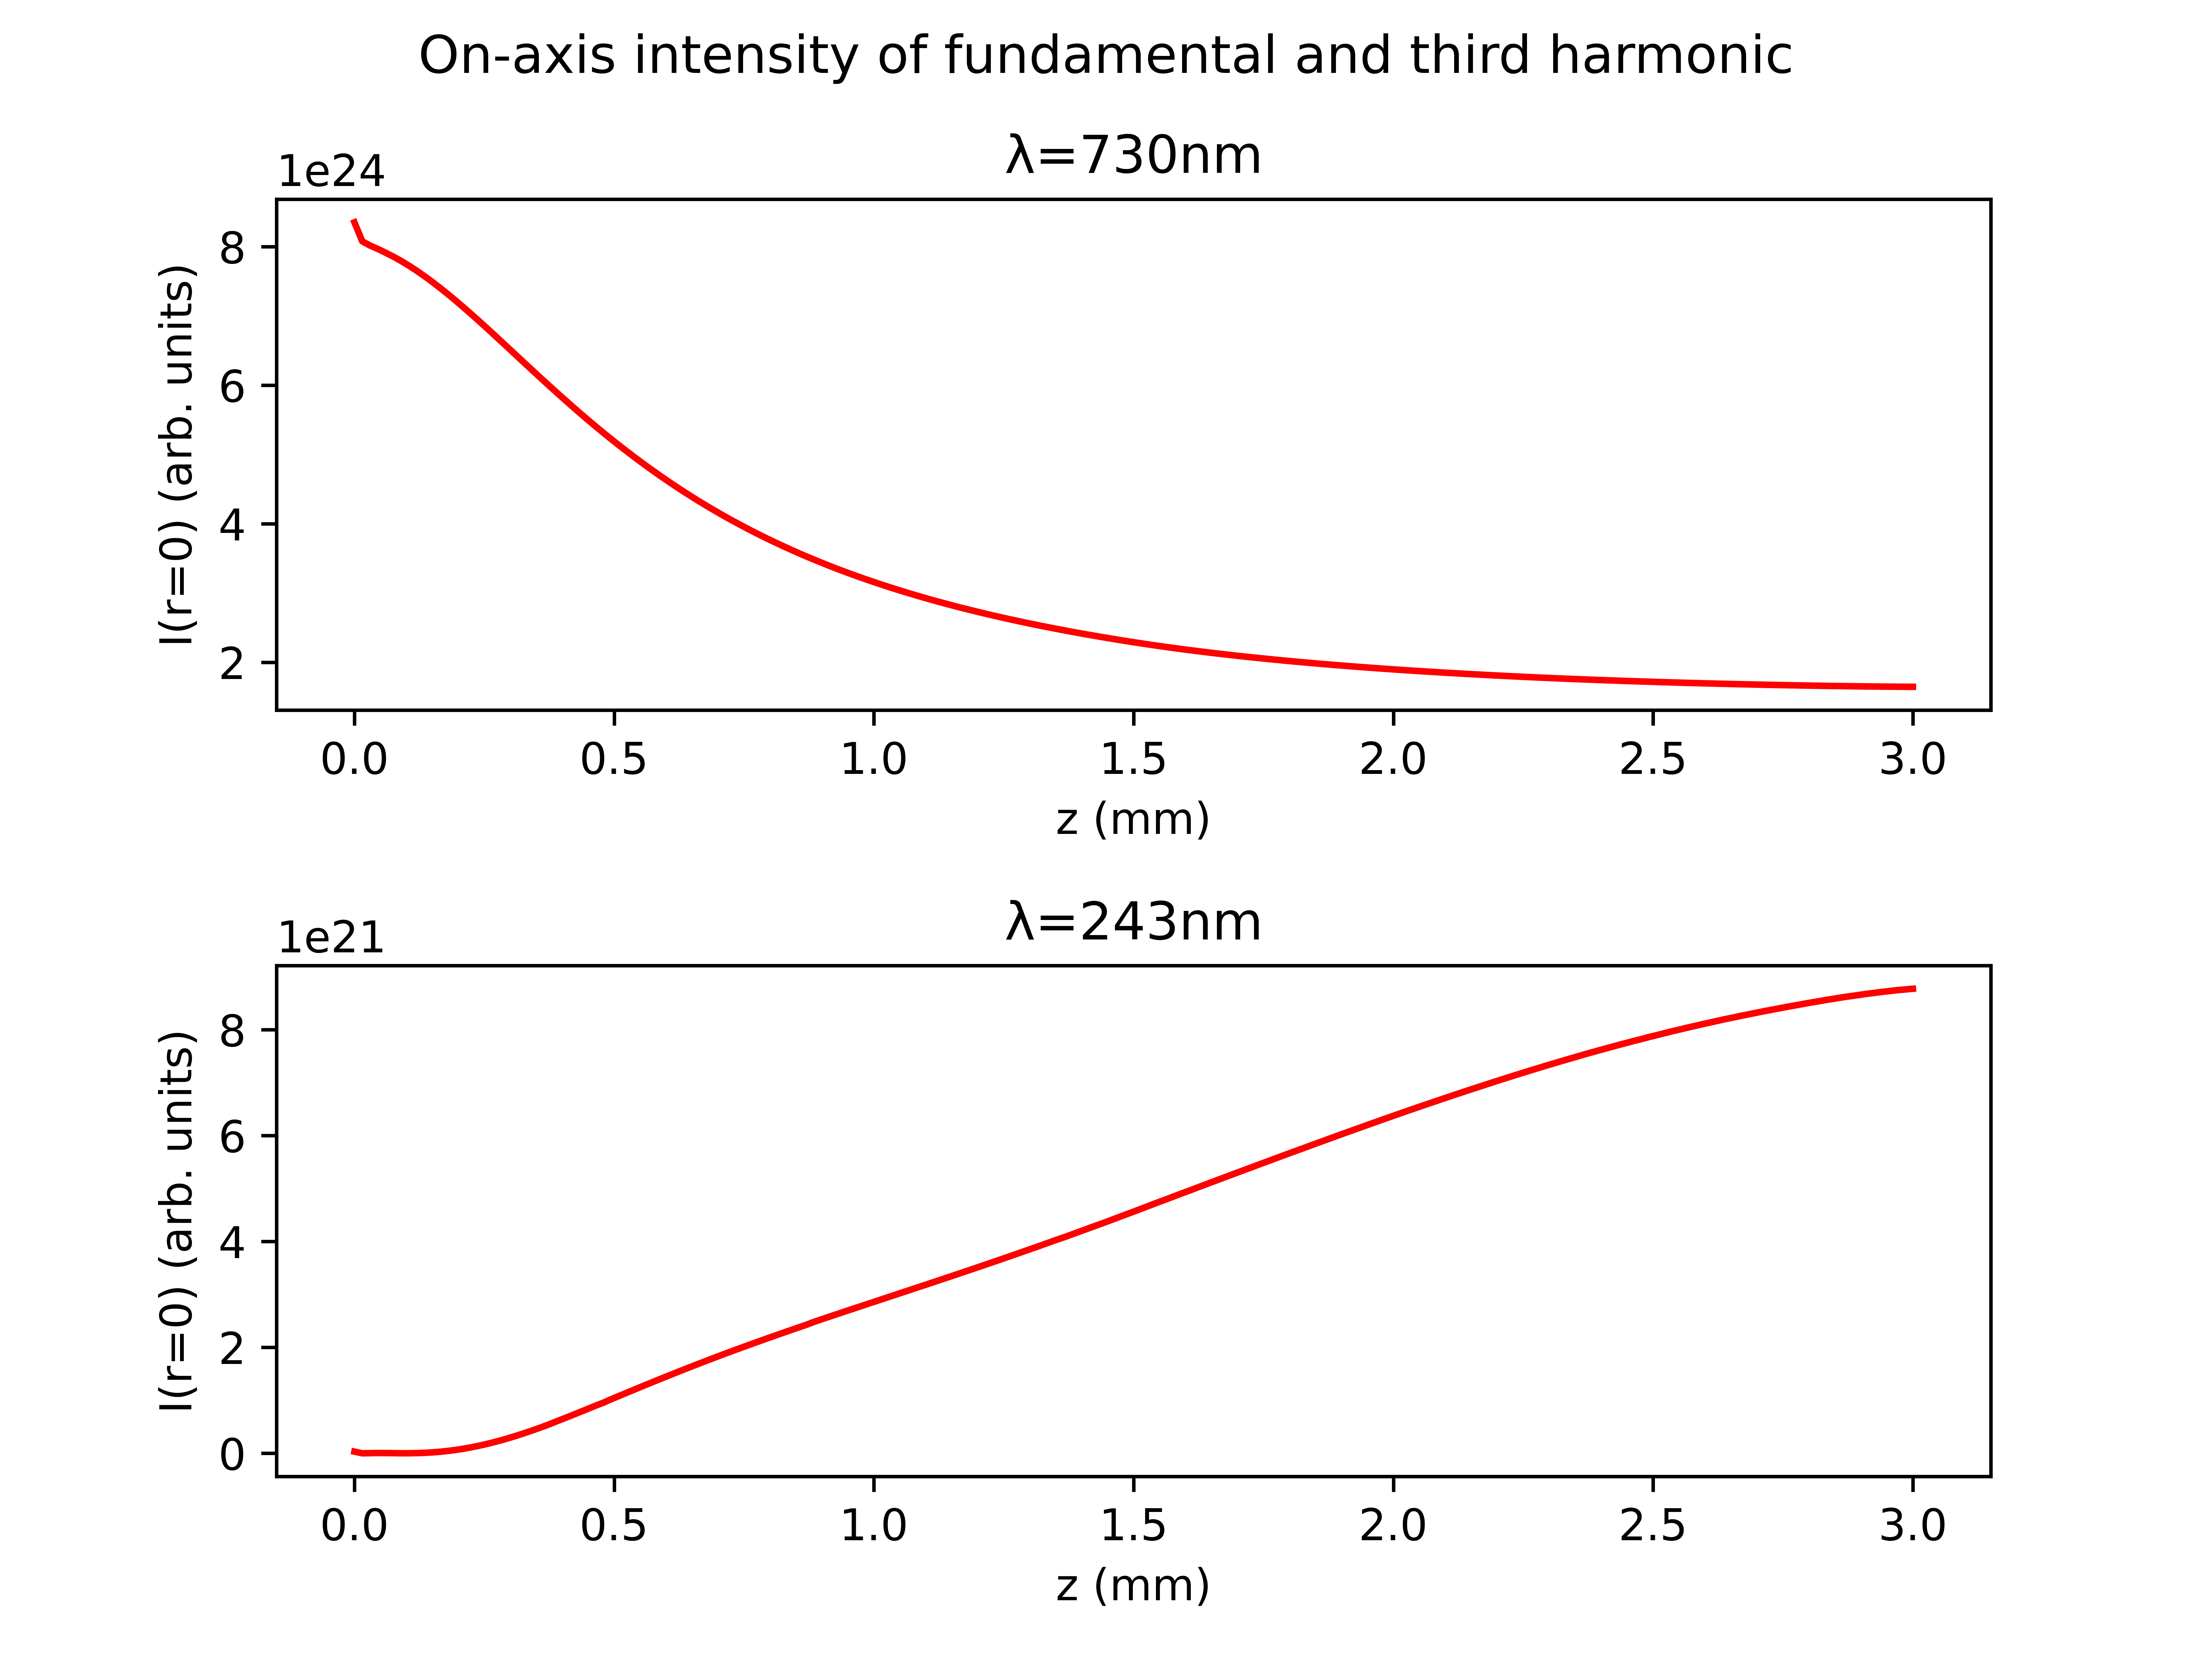 On-axis intensity of fundamental and third harmonic
λ=730nm
1e24
I(r=0) (arb. units)
8
6
4
2
0.0 0.5 1.0 1.5 2.0 2.5 3.0
z (mm)
λ=243nm
1e21
I(r=0) (arb. units)
8
6
4
2
0
0.0 0.5 1.0 1.5 2.0 2.5 3.0
z (mm)